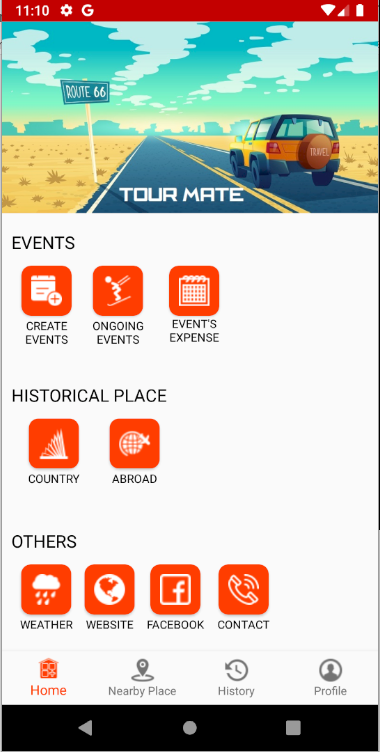 11:10
ROUTE 66
TRAVEL
TOUR MATE
EVENTS
CREATE
EVENTS
ONGOING
EVENTS
EVENT'S
EXPENSE
HISTORICAL PLACE
COUNTRY
ABROAD
OTHERS
WEATHER
WEBSITE
FACEBOOK
CONTACT
Home
Nearby Place
History
Profile